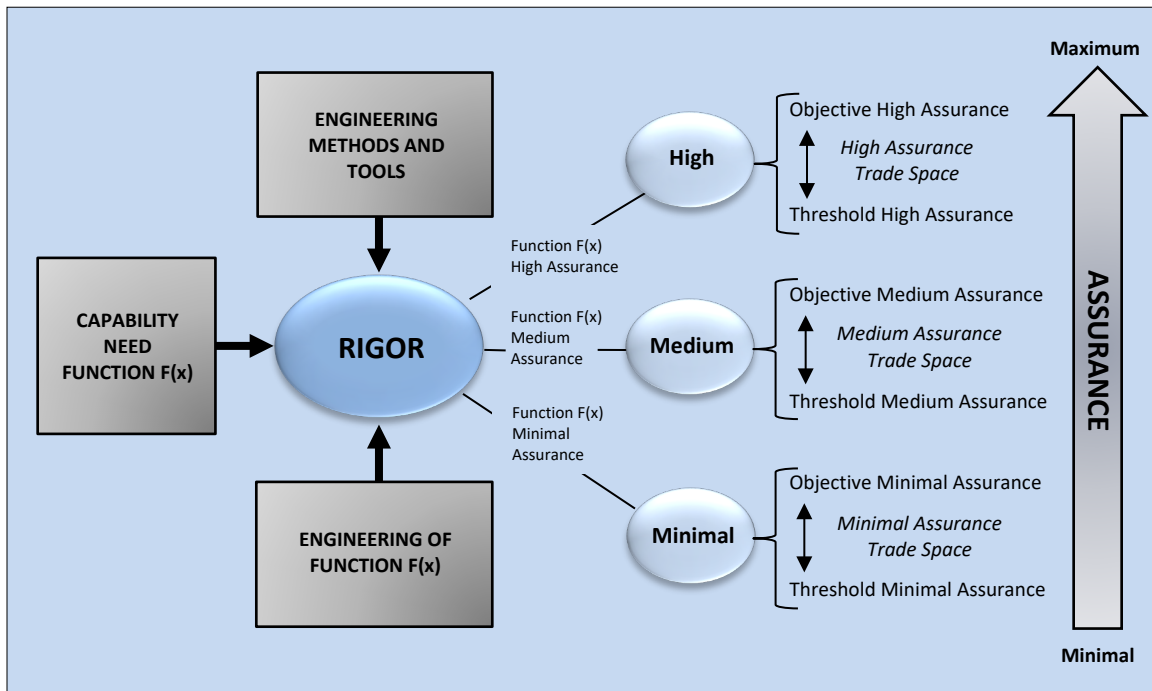 ENGINEERING
METHODS AND
TOOLS
CAPABILITY
NEED
FUNCTION F(x)
RIGOR
ENGINEERING OF
FUNCTION F(x)
Function F(x)
High Assurance
Function F(x)
Medium
Assurance
Function F(x)
Minimal
Assurance
High
Objective High Assurance
High Assurance
Trade Space
Threshold High Assurance
Medium
Objective Medium Assurance
Medium Assurance
Trade Space
Threshold Medium Assurance
Minimal
Objective Minimal Assurance
Minimal Assurance
Trade Space
Threshold Minimal Assurance
Maximum
ASSURANCE
Minimal